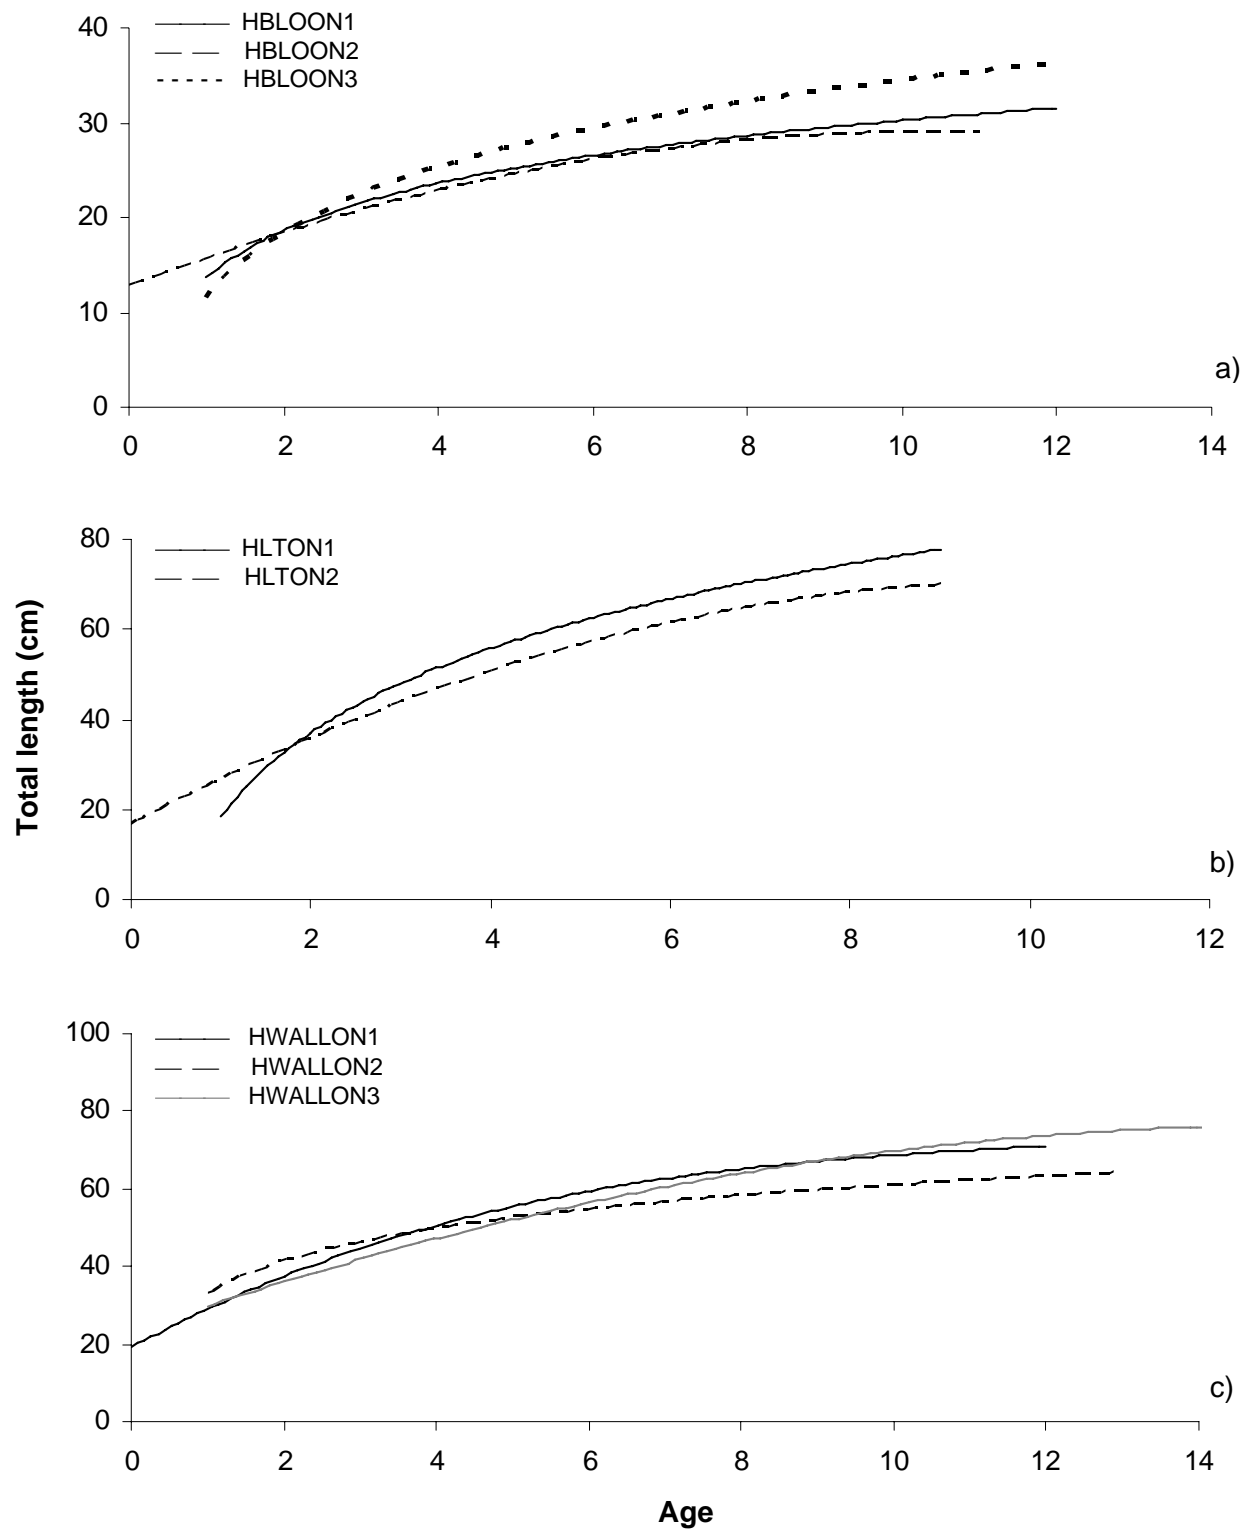 40
30
20
10
0
HBLOON1
HBLOON2
HBLOON3
a)
0 2 4 6 8 10 12 14
Total length (cm)
80
60
40
20
0
HLTON1
HLTON2
b)
0 2 4 6 8 10 12
100
80
60
40
20
0
HWALLON1
HWALLON2
HWALLON3
c)
0 2 4 6 8 10 12 14
Age